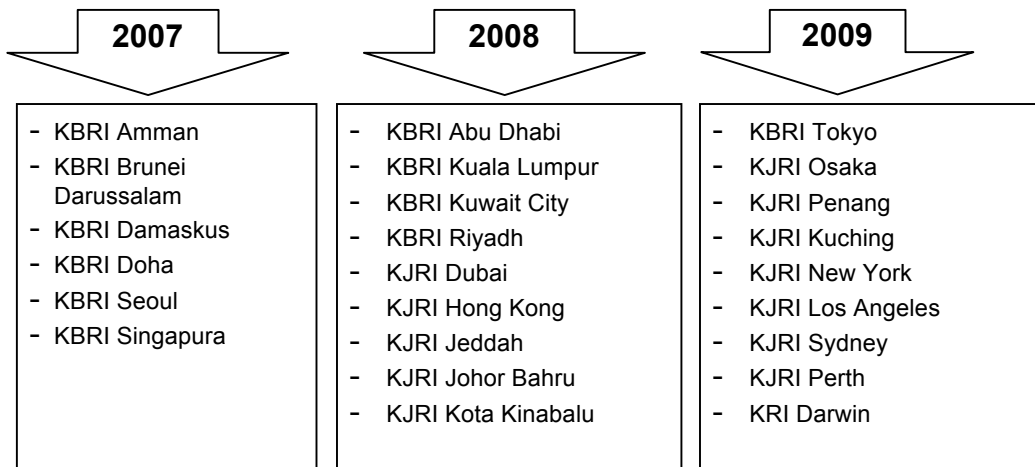 2007
- KBRI Amman
- KBRI Brunei
Darussalam
- KBRI Damaskus
- KBRI Doha
- KBRI Seoul
- KBRI Singapura
2008
- KBRI Abu Dhabi
- KBRI Kuala Lumpur
- KBRI Kuwait City
- KBRI Riyadh
- KJRI Dubai
- KJRI Hong Kong
- KJRI Jeddah
- KJRI Johor Bahru
- KJRI Kota Kinabalu
2009
- KBRI Tokyo
- KJRI Osaka
- KJRI Penang
- KJRI Kuching
- KJRI New York
- KJRI Los Angeles
- KJRI Sydney
- KJRI Perth
- KRI Darwin